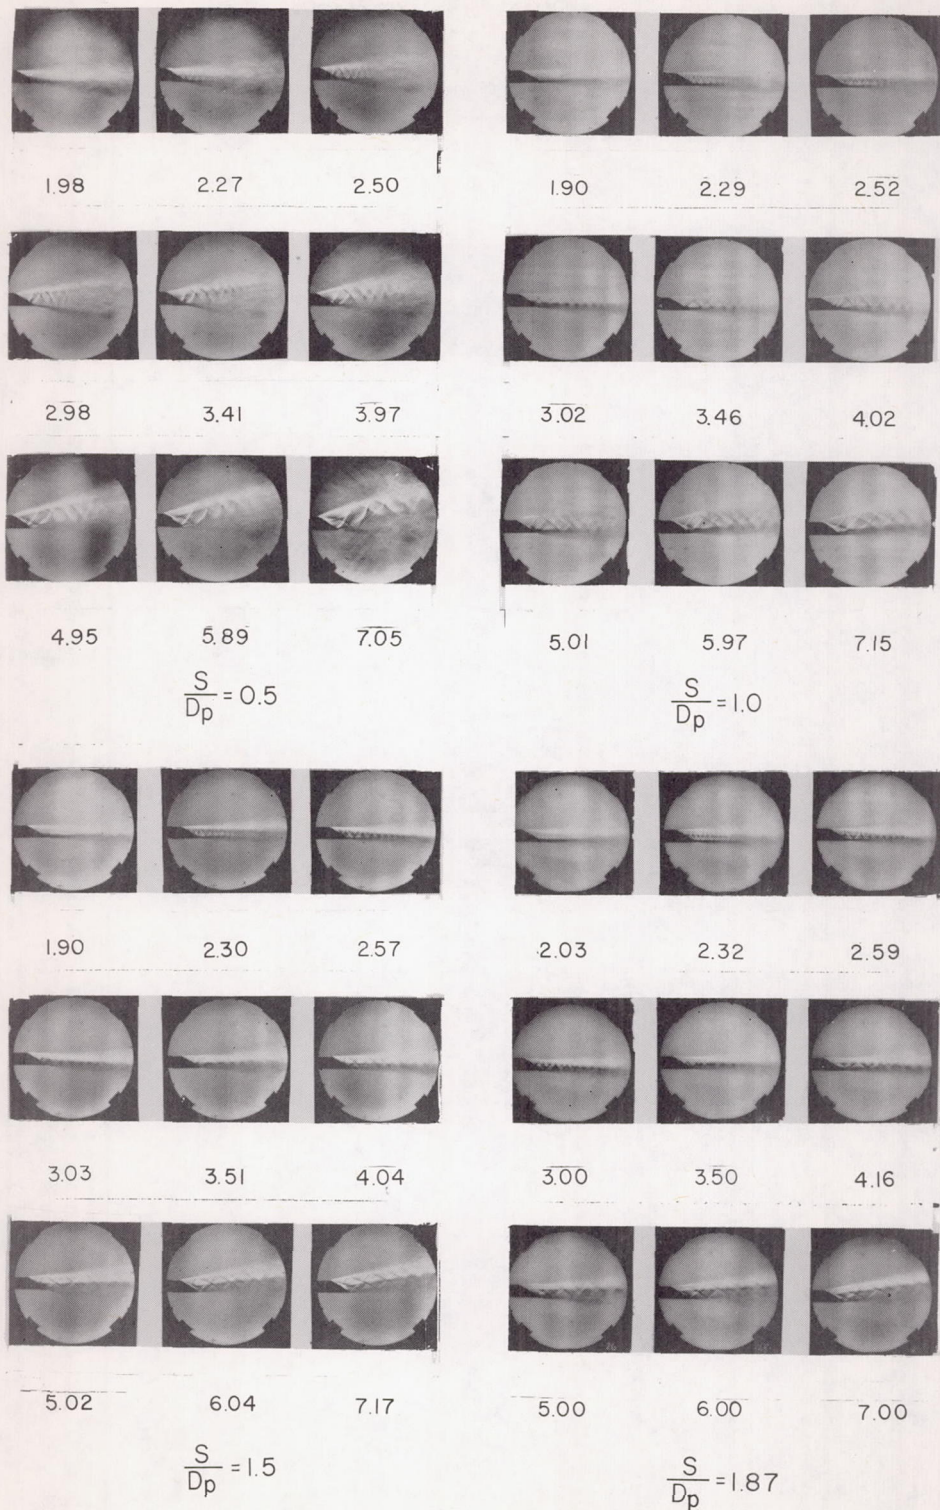 1.98 2.27 2.50
2.98 3.41 3.97
4.95 5.89 7.05
S/Dp = 0.5
1.90 2.29 2.52
3.02 3.46 4.02
5.01 5.97 7.15
S/Dp = 1.0
1.90 2.30 2.57
3.03 3.51 4.04
5.02 6.04 7.17
S/Dp = 1.5
2.03 2.32 2.59
3.00 3.50 4.16
5.00 6.00 7.00
S/Dp = 1.87